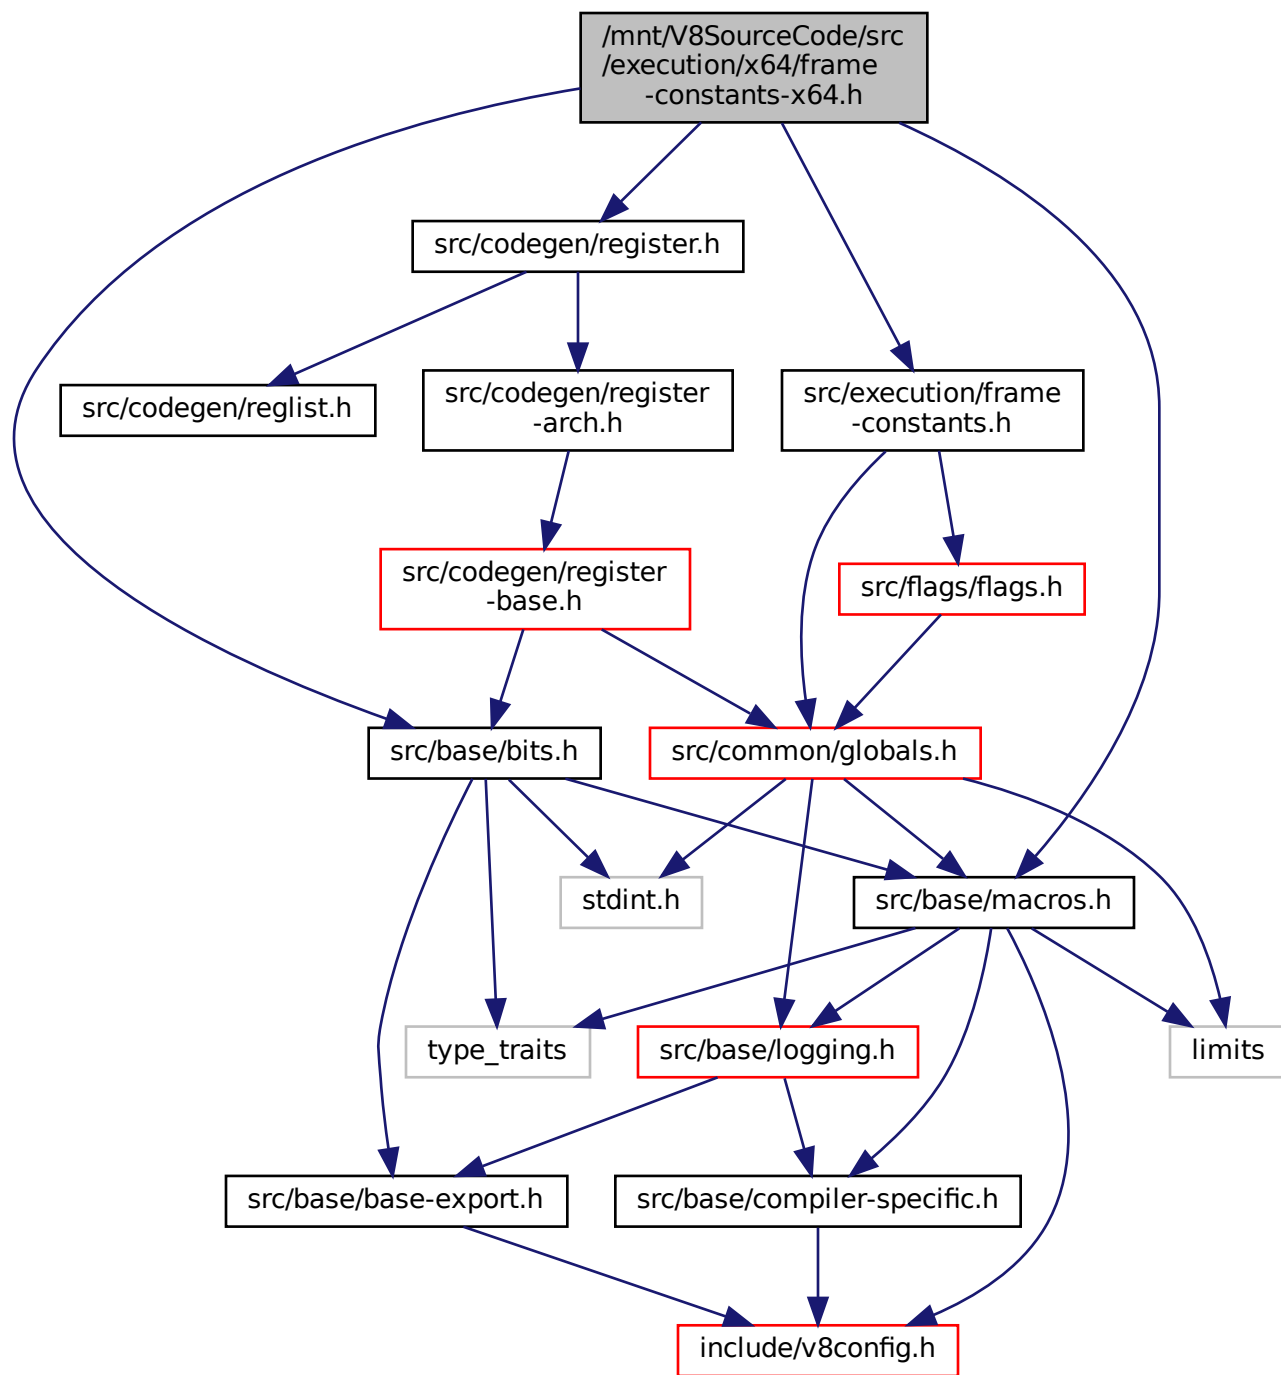 /mnt/V8SourceCode/src
/execution/x64/frame
-constants-x64.h
src/codegen/register.h
src/codegen/reglist.h
src/codegen/register
-arch.h
src/execution/frame
-constants.h
src/codegen/register
-base.h
src/flags/flags.h
src/base/bits.h
src/common/globals.h
stdint.h
src/base/macros.h
type_traits
src/base/logging.h
limits
src/base/base-export.h
src/base/compiler-specific.h
include/v8config.h